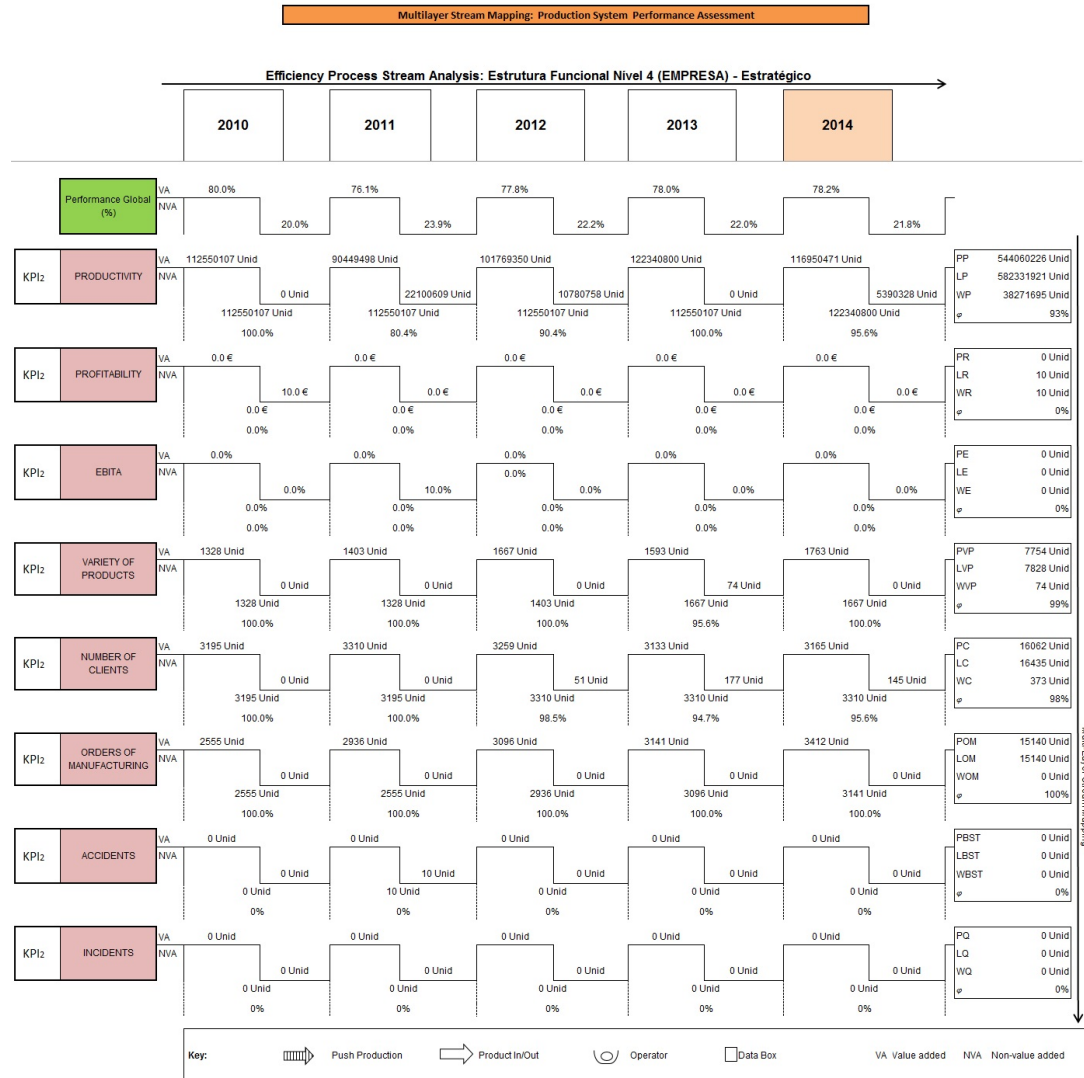 Multilayer Stream Mapping: Production System Performance Assessment
Efficiency Process Stream Analysis: Estrutura Funcional Nível 4 (EMPRESA) - Estratégico
2010 2011 2012 2013 2014
Performance Global (%)
VA 80.0% 76.1% 77.8% 78.0% 78.2%
NVA 20.0% 23.9% 22.2% 22.0% 21.8%
KPI2 PRODUCTIVITY
VA 112550107 Unid 90449498 Unid 101769350 Unid 122340800 Unid 116950471 Unid
NVA 0 Unid 22100609 Unid 10780758 Unid 0 Unid 5390328 Unid
112550107 Unid 112550107 Unid 112550107 Unid 112550107 Unid 122340800 Unid
100.0% 80.4% 90.4% 100.0% 95.6%
PP 544060226 Unid
LP 582331921 Unid
WP 38271695 Unid
φ 93%
KPI2 PROFITABILITY
VA 0.0 € 0.0 € 0.0 € 0.0 € 0.0 €
NVA 10.0 € 0.0 € 0.0 € 0.0 € 0.0 €
0.0 € 0.0 € 0.0 € 0.0 € 0.0 €
0.0% 0.0% 0.0% 0.0% 0.0%
PR 0 Unid
LR 10 Unid
WR 10 Unid
φ 0%
KPI2 EBITA
VA 0.0% 0.0% 0.0% 0.0% 0.0%
NVA 0.0%
0.0% 10.0% 0.0% 0.0% 0.0%
0.0% 0.0% 0.0% 0.0%
0.0% 0.0% 0.0% 0.0% 0.0%
PE 0 Unid
LE 0 Unid
WE 0 Unid
φ 0%
KPI2 VARIETY OF PRODUCTS
VA 1328 Unid 1403 Unid 1667 Unid 1593 Unid 1763 Unid
NVA 0 Unid 0 Unid 0 Unid 74 Unid 0 Unid
1328 Unid 1328 Unid 1403 Unid 1667 Unid 1667 Unid
100.0% 100.0% 100.0% 95.6% 100.0%
PVP 7754 Unid
LVP 7828 Unid
WVP 74 Unid
φ 99%
KPI2 NUMBER OF CLIENTS
VA 3195 Unid 3310 Unid 3259 Unid 3133 Unid 3165 Unid
NVA 0 Unid 0 Unid 51 Unid 177 Unid 145 Unid
3195 Unid 3195 Unid 3310 Unid 3310 Unid 3310 Unid
100.0% 100.0% 98.5% 94.7% 95.6%
PC 16062 Unid
LC 16435 Unid
WC 373 Unid
φ 98%
KPI2 ORDERS OF MANUFACTURING
VA 2555 Unid 2936 Unid 3096 Unid 3141 Unid 3412 Unid
NVA 0 Unid 0 Unid 0 Unid 0 Unid 0 Unid
2555 Unid 2555 Unid 2936 Unid 3096 Unid 3141 Unid
100.0% 100.0% 100.0% 100.0% 100.0%
POM 15140 Unid
LOM 15140 Unid
WOM 0 Unid
φ 100%
KPI2 ACCIDENTS
VA 0 Unid 0 Unid 0 Unid 0 Unid 0 Unid
NVA 0 Unid 10 Unid 0 Unid 0 Unid 0 Unid
0 Unid 10 Unid 0 Unid 0 Unid 0 Unid
0% 0% 0% 0% 0%
PBST 0 Unid
LBST 0 Unid
WBST 0 Unid
φ 0%
KPI2 INCIDENTS
VA 0 Unid 0 Unid 0 Unid 0 Unid 0 Unid
NVA 0 Unid 0 Unid 0 Unid 0 Unid 0 Unid
0 Unid 0 Unid 0 Unid 0 Unid 0 Unid
0% 0% 0% 0% 0%
PQ 0 Unid
LQ 0 Unid
WQ 0 Unid
φ 0%
Key: Push Production Product In/Out Operator Data Box VA Value added NVA Non-value added